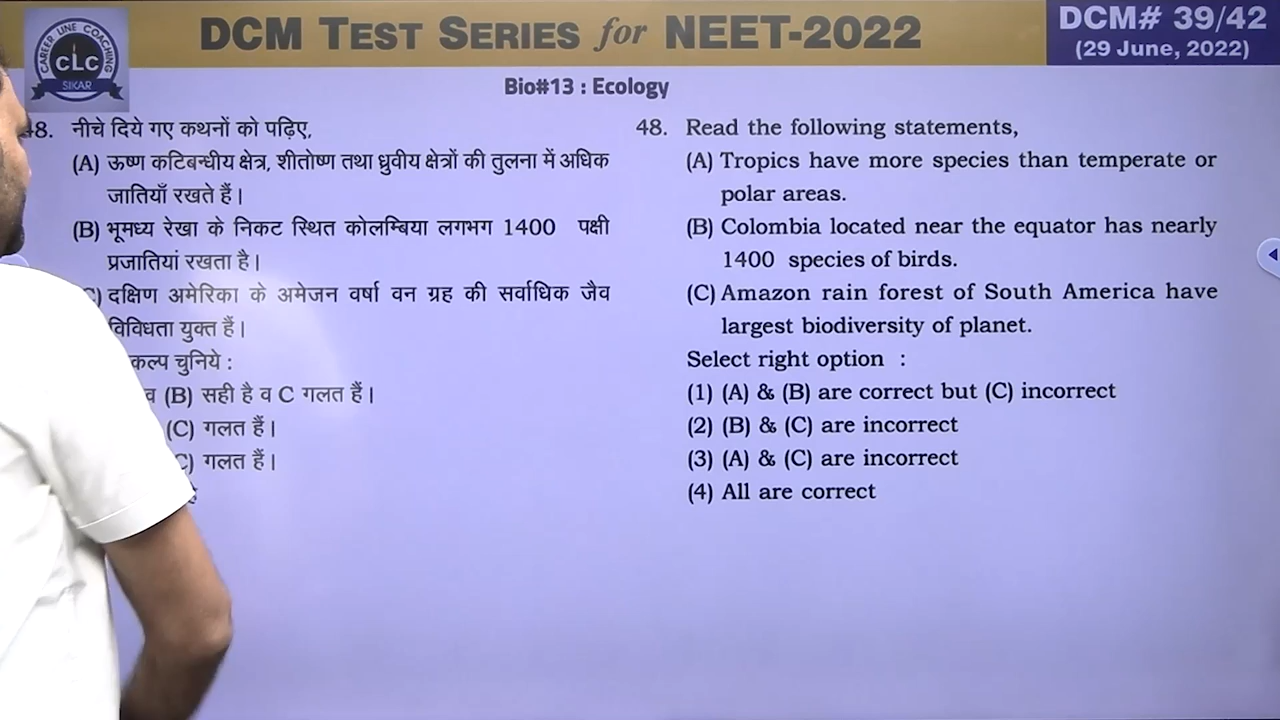 CAREER LINE COACHING
CLC
SIKAR
DCM TEST SERIES for NEET-2022
DCM# 39/42
(29 June, 2022)
Bio#13 : Ecology
48. नीचे दिये गए कथनों को पढ़िए,
(A) ऊष्ण कटिबन्धीय क्षेत्र, शीतोष्ण तथा ध्रुवीय क्षेत्रों की तुलना में अधिक
जातियाँ रखते हैं।
(B) भूमध्य रेखा के निकट स्थित कोलम्बिया लगभग 1400 पक्षी
प्रजातियां रखता है।
C) दक्षिण अमेरिका के अमेजन वर्षा वन ग्रह की सर्वाधिक जैव
विविधता युक्त हैं।
कल्प चुनिये :
व (B) सही है व C गलत हैं।
(C) गलत हैं।
C) गलत हैं।
48. Read the following statements,
(A) Tropics have more species than temperate or
polar areas.
(B) Colombia located near the equator has nearly
1400 species of birds.
(C) Amazon rain forest of South America have
largest biodiversity of planet.
Select right option :
(1) (A) & (B) are correct but (C) incorrect
(2) (B) & (C) are incorrect
(3) (A) & (C) are incorrect
(4) All are correct